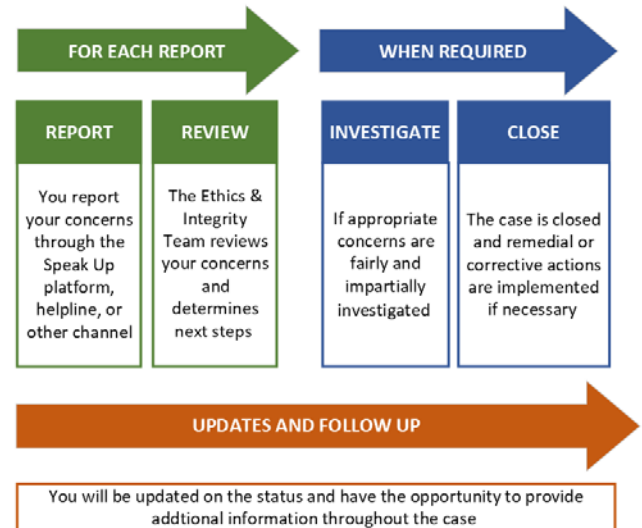 FOR EACH REPORT
WHEN REQUIRED
REPORT
You report
your concerns
through the
Speak Up
platform,
helpline, or
other channel
REVIEW
The Ethics &
Integrity
Team reviews
your concerns
and
determines
next steps
INVESTIGATE
If appropriate
concerns are
fairly and
impartially
investigated
CLOSE
The case is closed
and remedial or
corrective actions
are implemented
if necessary
UPDATES AND FOLLOW UP
You will be updated on the status and have the opportunity to provide
addtional information throughout the case